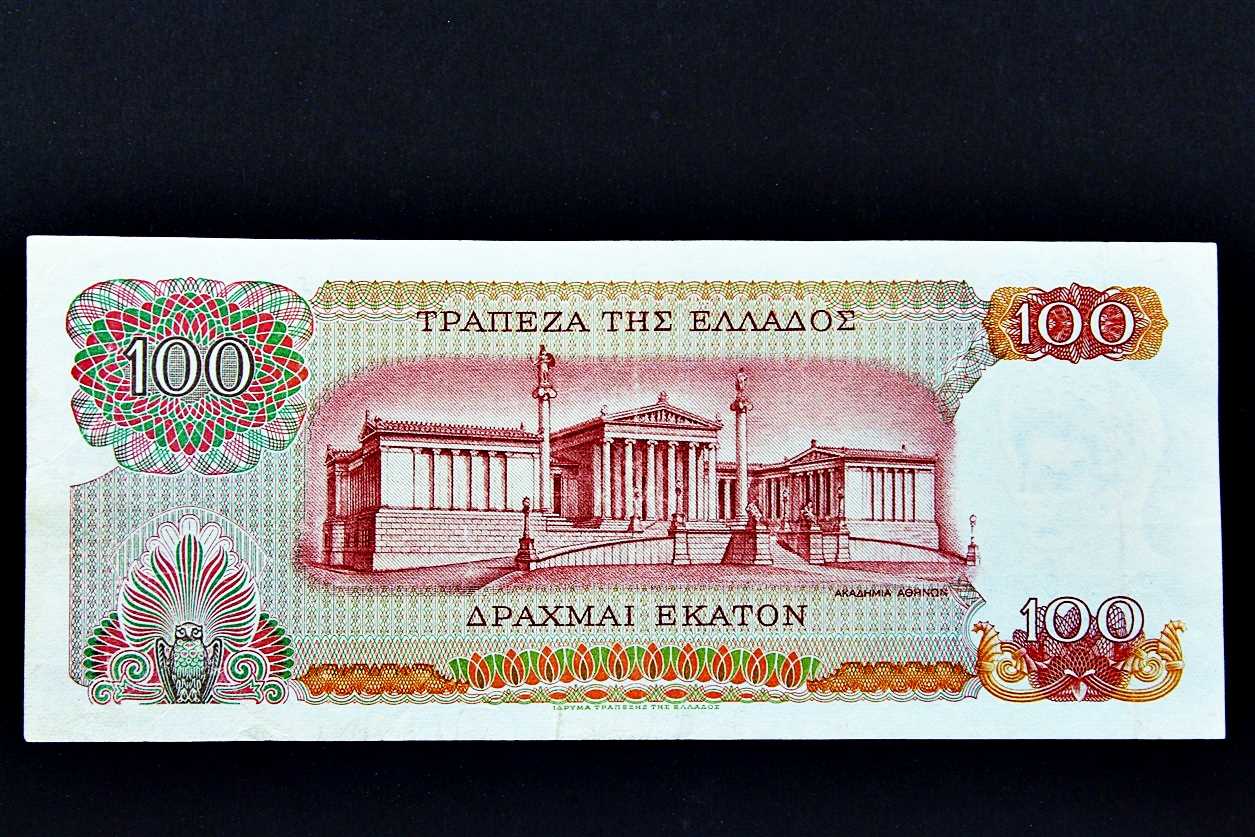 100
ΤΡΑΠΕΖΑ ΤΗΣ ΕΛΛΑΔΟΣ
100
ΑΚΑΔΗΜΙΑ ΑΘΗΝΩΝ
ΔΡΑΧΜΑΙ ΕΚΑΤΟΝ
100
ΙΔΡΥΜΑ ΤΡΑΠΕΖΗΣ ΤΗΣ ΕΛΛΑΔΟΣ